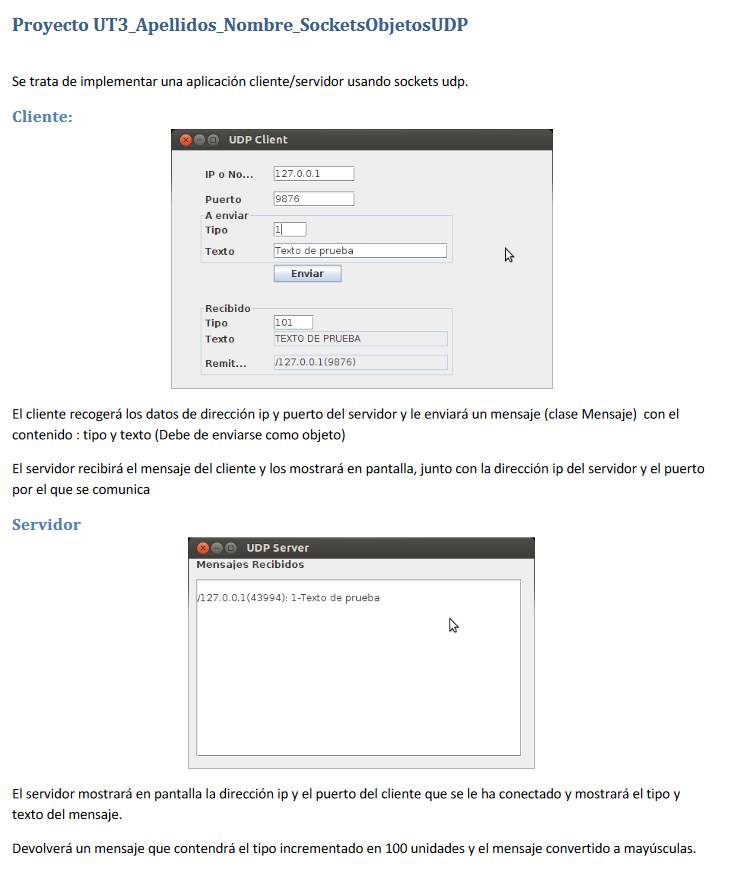 Proyecto UT3_Apellidos_Nombre_SocketsObjetosUDP
Se trata de implementar una aplicación cliente/servidor usando sockets udp.
Cliente:
UDP Client
IP o No... 127.0.0.1
Puerto 9876
A enviar
Tipo 1
Texto Texto de prueba
Enviar
Recibido
Tipo 101
Texto TEXTO DE PRUEBA
Remit... /127.0.0.1(9876)
El cliente recogerá los datos de dirección ip y puerto del servidor y le enviará un mensaje (clase Mensaje) con el
contenido : tipo y texto (Debe de enviarse como objeto)
El servidor recibirá el mensaje del cliente y los mostrará en pantalla, junto con la dirección ip del servidor y el puerto
por el que se comunica
Servidor
UDP Server
Mensajes Recibidos
/127.0.0.1(43994): 1-Texto de prueba
El servidor mostrará en pantalla la dirección ip y el puerto del cliente que se le ha conectado y mostrará el tipo y
texto del mensaje.
Devolverá un mensaje que contendrá el tipo incrementado en 100 unidades y el mensaje convertido a mayúsculas.